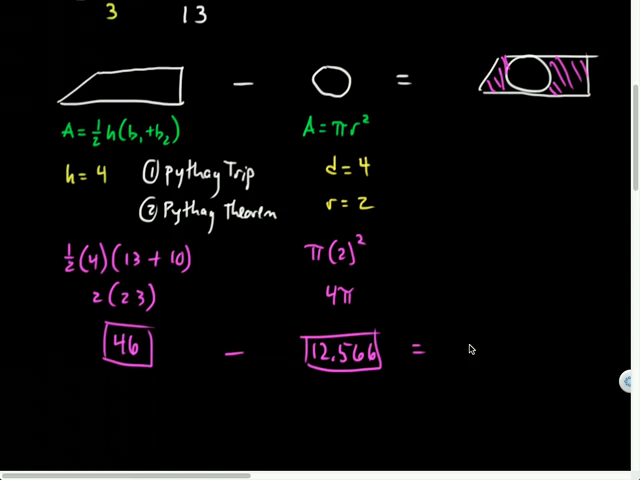 3 13
− =
A = ½ h(b₁+b₂) A = πr²
h = 4 ① Pythag Trip d = 4
② Pythag Theorem r = 2
½(4)(13 + 10) π(2)²
2(23) 4π
46 − 12.566 =